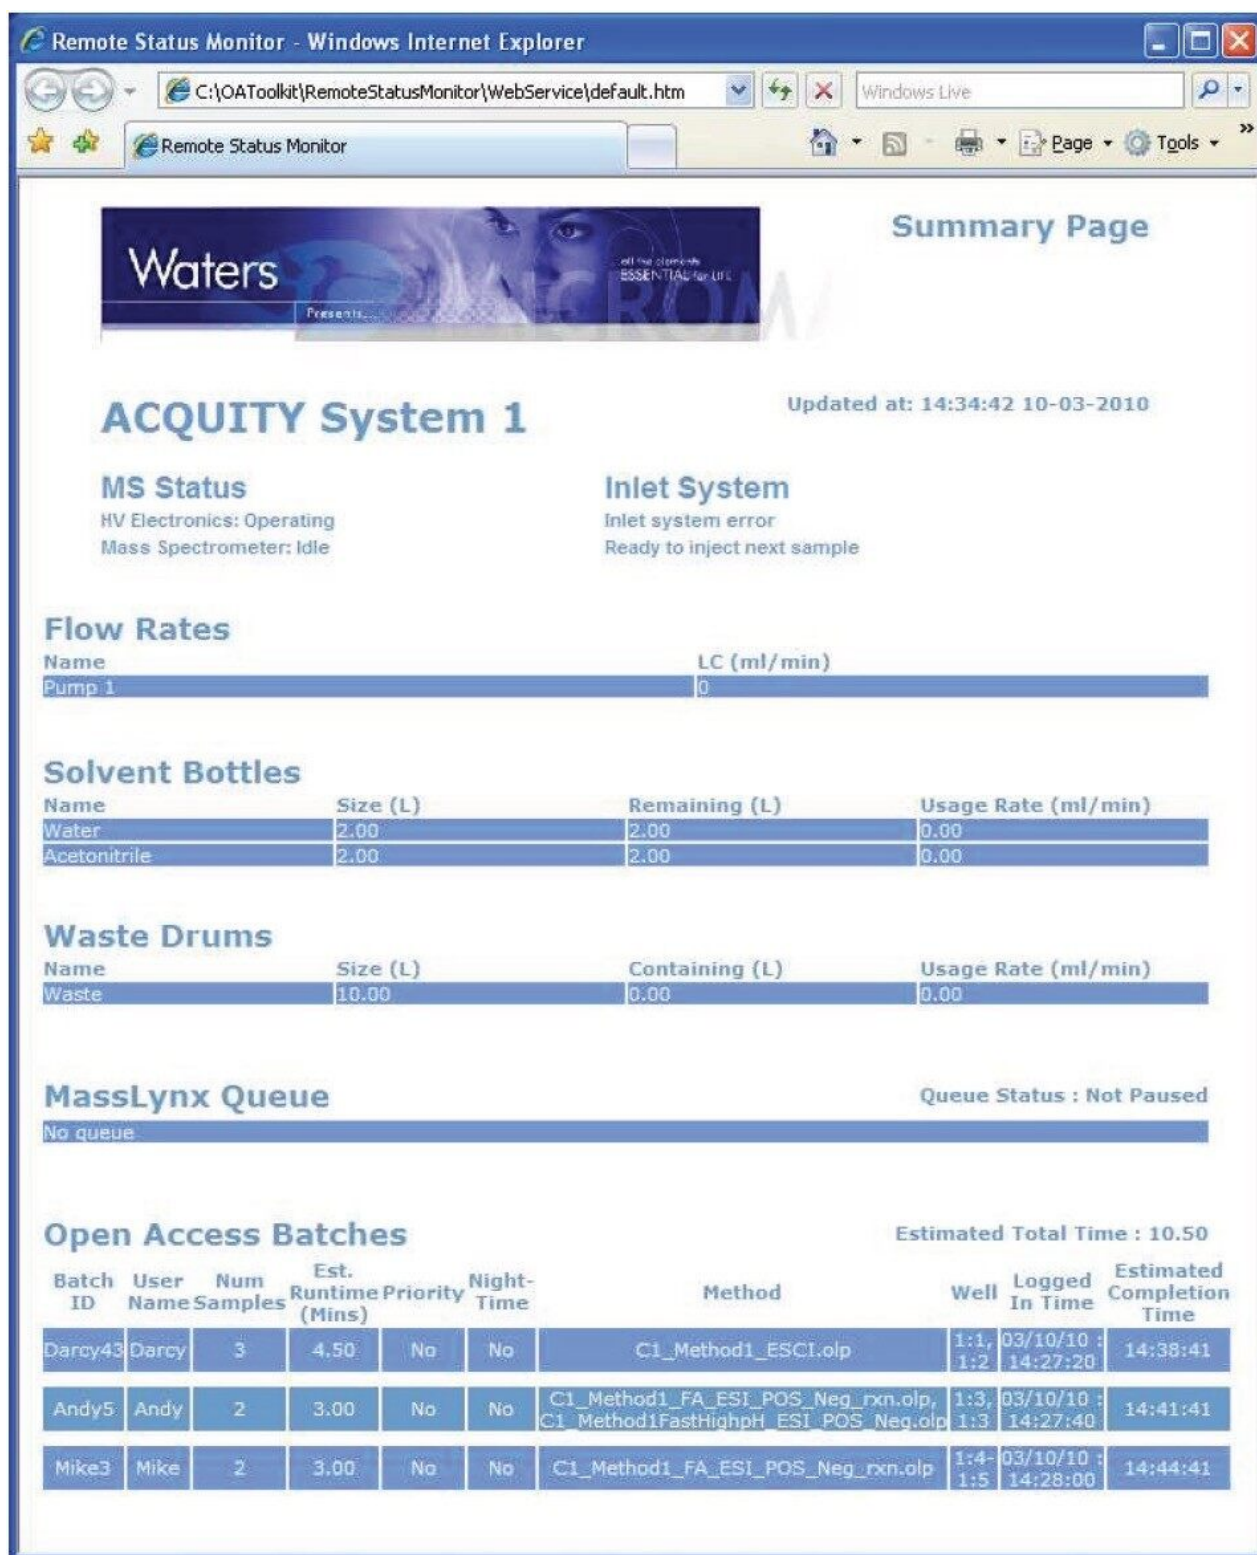 Remote Status Monitor - Windows Internet Explorer
C:\OAToolkit\RemoteStatusMonitor\WebService\default.htm
Windows Live
Remote Status Monitor
Page
Tools
»
Summary Page
Waters
all the elements
ESSENTIAL for LIFE
Presents...
MICROMA
ACQUITY System 1
Updated at: 14:34:42 10-03-2010
MS Status
Inlet System
HV Electronics: Operating
Inlet system error
Mass Spectrometer: Idle
Ready to inject next sample
Flow Rates
Name LC (ml/min)
Pump 1 0
Solvent Bottles
Name Size (L) Remaining (L) Usage Rate (ml/min)
Water 2.00 2.00 0.00
Acetonitrile 2.00 2.00 0.00
Waste Drums
Name Size (L) Containing (L) Usage Rate (ml/min)
Waste 10.00 0.00 0.00
MassLynx Queue
Queue Status : Not Paused
No queue
Open Access Batches
Estimated Total Time : 10.50
Batch ID User Name Num Samples Est. Runtime (Mins) Priority Night-Time Method Well Logged In Time Estimated Completion Time
Darcy43 Darcy 3 4.50 No No C1_Method1_ESCI.olp 1:1, 1:2 03/10/10 : 14:27:20 14:38:41
Andy5 Andy 2 3.00 No No C1_Method1_FA_ESI_POS_Neg_rxn.olp, C1_Method1FastHighpH_ESI_POS_Neg.olp 1:3, 1:3 03/10/10 : 14:27:40 14:41:41
Mike3 Mike 2 3.00 No No C1_Method1_FA_ESI_POS_Neg_rxn.olp 1:4-1:5 03/10/10 : 14:28:00 14:44:41